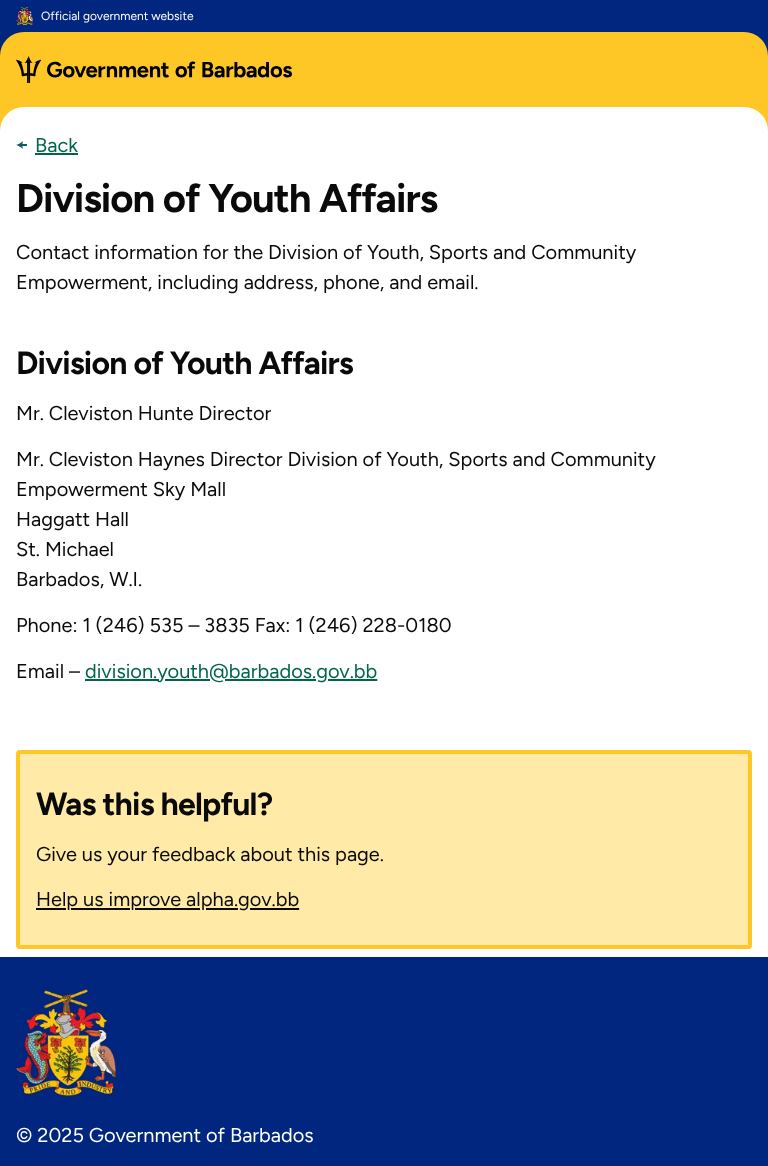 Official government website
Government of Barbados
Back
Division of Youth Affairs
Contact information for the Division of Youth, Sports and Community
Empowerment, including address, phone, and email.
Division of Youth Affairs
Mr. Cleviston Hunte Director
Mr. Cleviston Haynes Director Division of Youth, Sports and Community
Empowerment Sky Mall
Haggatt Hall
St. Michael
Barbados, W.I.
Phone: 1 (246) 535 – 3835 Fax: 1 (246) 228-0180
Email – division.youth@barbados.gov.bb
Was this helpful?
Give us your feedback about this page.
Help us improve alpha.gov.bb
PRIDE AND INDUSTRY
© 2025 Government of Barbados